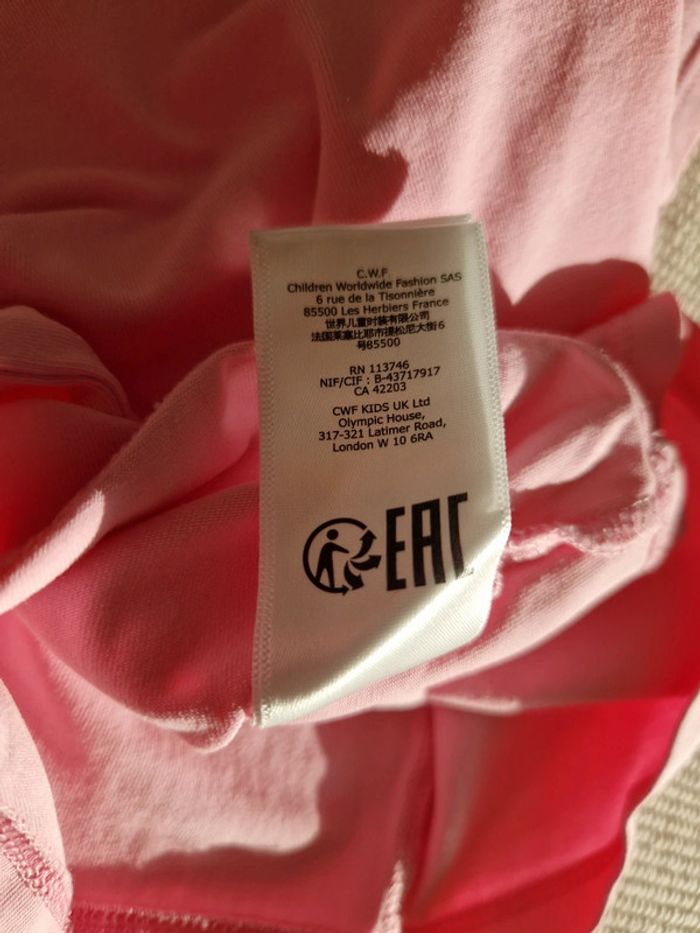 C.W.F.
Children Worldwide Fashion SAS
6 rue de la Tisonnière
85500 Les Herbiers France
世界儿童时装有限公司
法国莱塞比耶市提松尼大街6
号85500
RN 113746
NIF/CIF : B-43717917
CA 42203
CWF KIDS UK Ltd
Olympic House,
317-321 Latimer Road,
London W 10 6RA
EAC